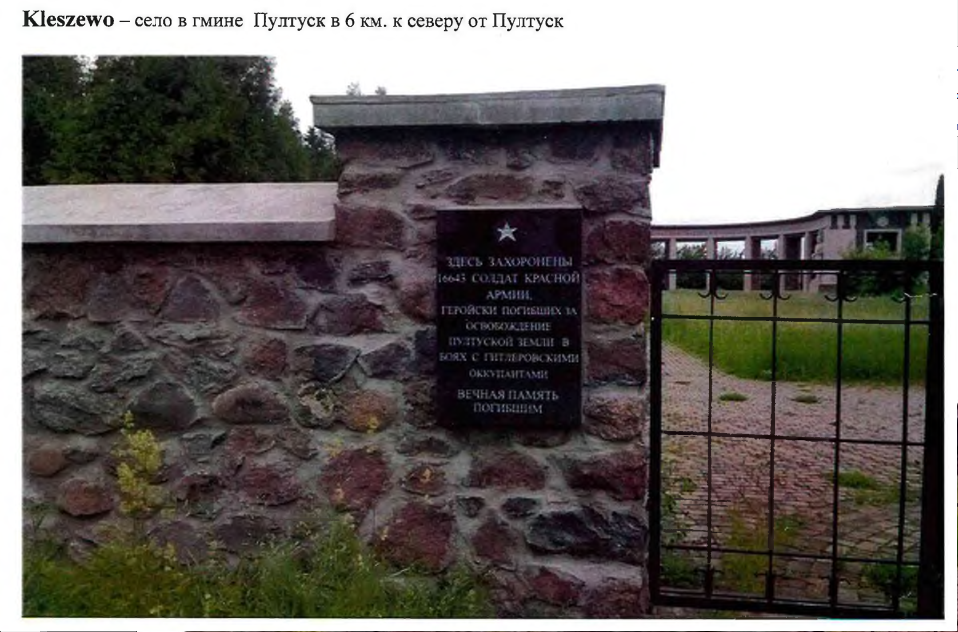 Kleszewo – село в гмине Пултуск в 6 км. к северу от Пултуск
ЗДЕСЬ ЗАХОРОНЕНЫ
16643 СОЛДАТ КРАСНОЙ
АРМИИ,
ГЕРОЙСКИ ПОГИБШИХ ЗА
ОСВОБОЖДЕНИЕ
ПУЛТУСКОЙ ЗЕМЛИ В
БОЯХ С ГИТЛЕРОВСКИМИ
ОККУПАНТАМИ
ВЕЧНАЯ ПАМЯТЬ
ПОГИБШИМ